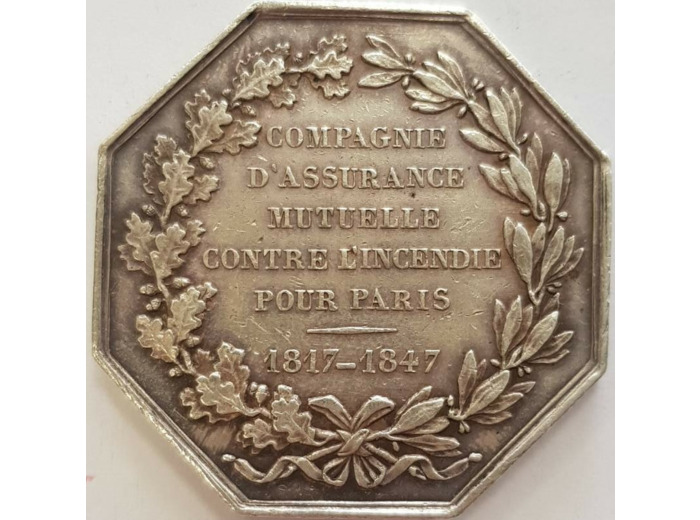 COMPAGNIE
D'ASSURANCE
MUTUELLE
CONTRE L'INCENDIE
POUR PARIS
1817-1847